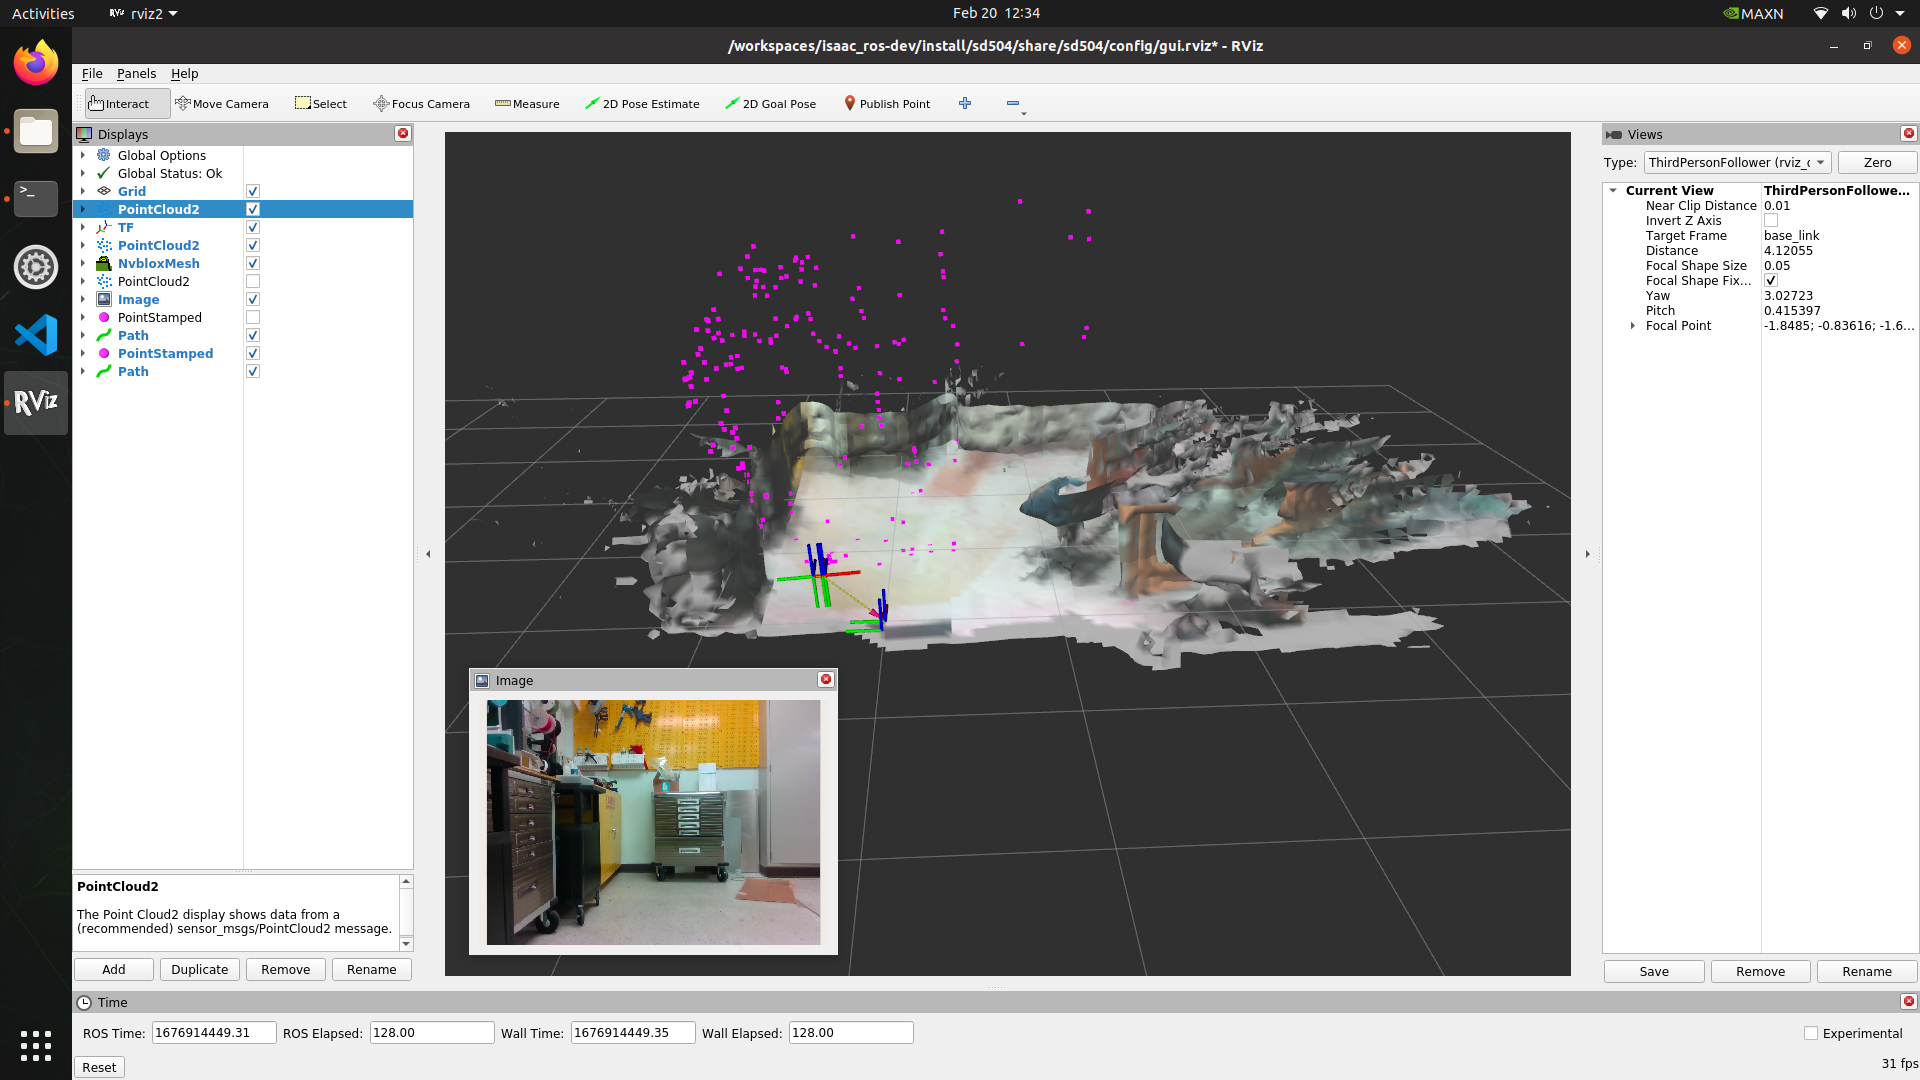 Activities
rviz2
Feb 20 12:34
MAXN
/workspaces/isaac_ros-dev/install/sd504/share/sd504/config/gui.rviz* - RViz
File Panels Help
Interact Move Camera Select Focus Camera Measure 2D Pose Estimate 2D Goal Pose Publish Point
Displays
Global Options
Global Status: Ok
Grid
PointCloud2
TF
PointCloud2
NvbloxMesh
PointCloud2
Image
PointStamped
Path
PointStamped
Path
RViz
PointCloud2
The Point Cloud2 display shows data from a
(recommended) sensor_msgs/PointCloud2 message.
Add Duplicate Remove Rename
Image
Views
Type: ThirdPersonFollower (rviz_ Zero
Current View ThirdPersonFollowe...
Near Clip Distance 0.01
Invert Z Axis
Target Frame base_link
Distance 4.12055
Focal Shape Size 0.05
Focal Shape Fix...
Yaw 3.02723
Pitch 0.415397
Focal Point -1.8485; -0.83616; -1.6...
Save Remove Rename
Time
ROS Time: 1676914449.31 ROS Elapsed: 128.00 Wall Time: 1676914449.35 Wall Elapsed: 128.00 Experimental
Reset
31 fps